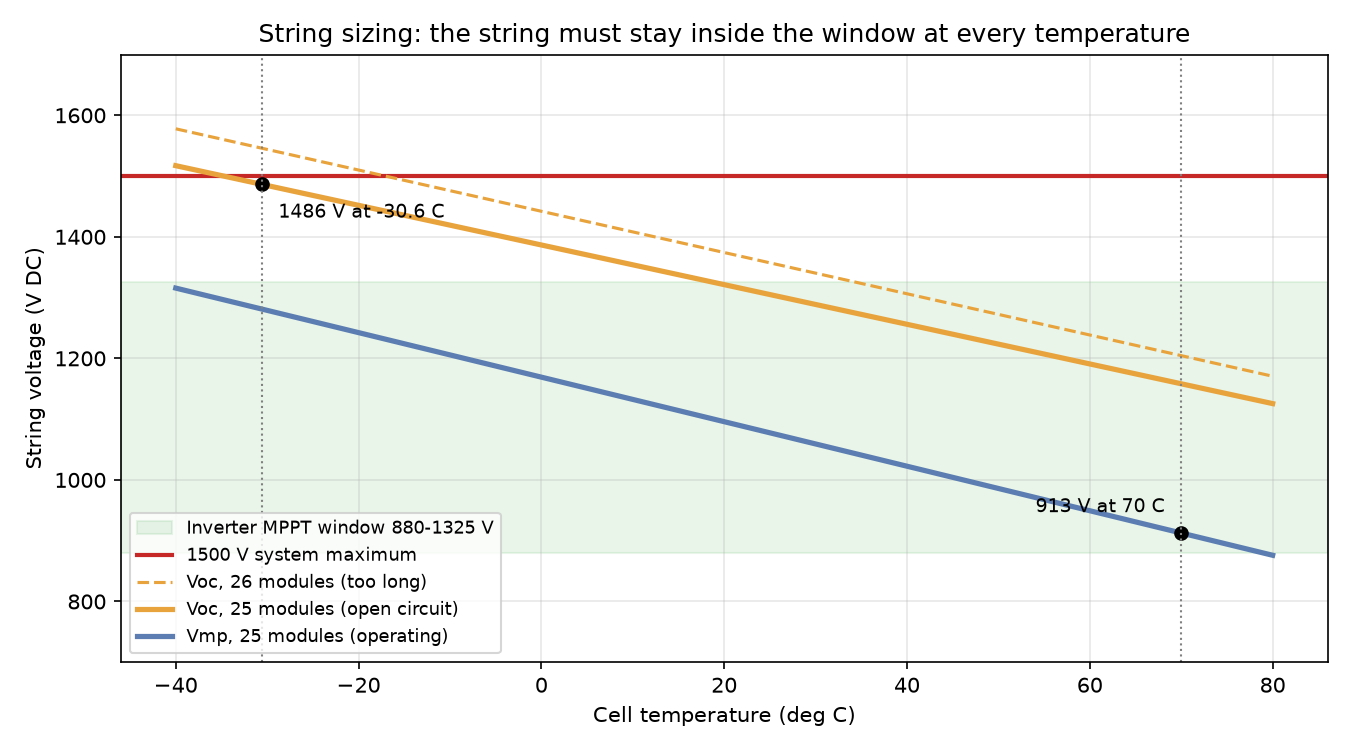 String sizing: the string must stay inside the window at every temperature
String voltage (V DC)
1600
1400
1200
1000
800
1486 V at -30.6 C
913 V at 70 C
Inverter MPPT window 880-1325 V
1500 V system maximum
Voc, 26 modules (too long)
Voc, 25 modules (open circuit)
Vmp, 25 modules (operating)
−40
−20
0
20
40
60
80
Cell temperature (deg C)